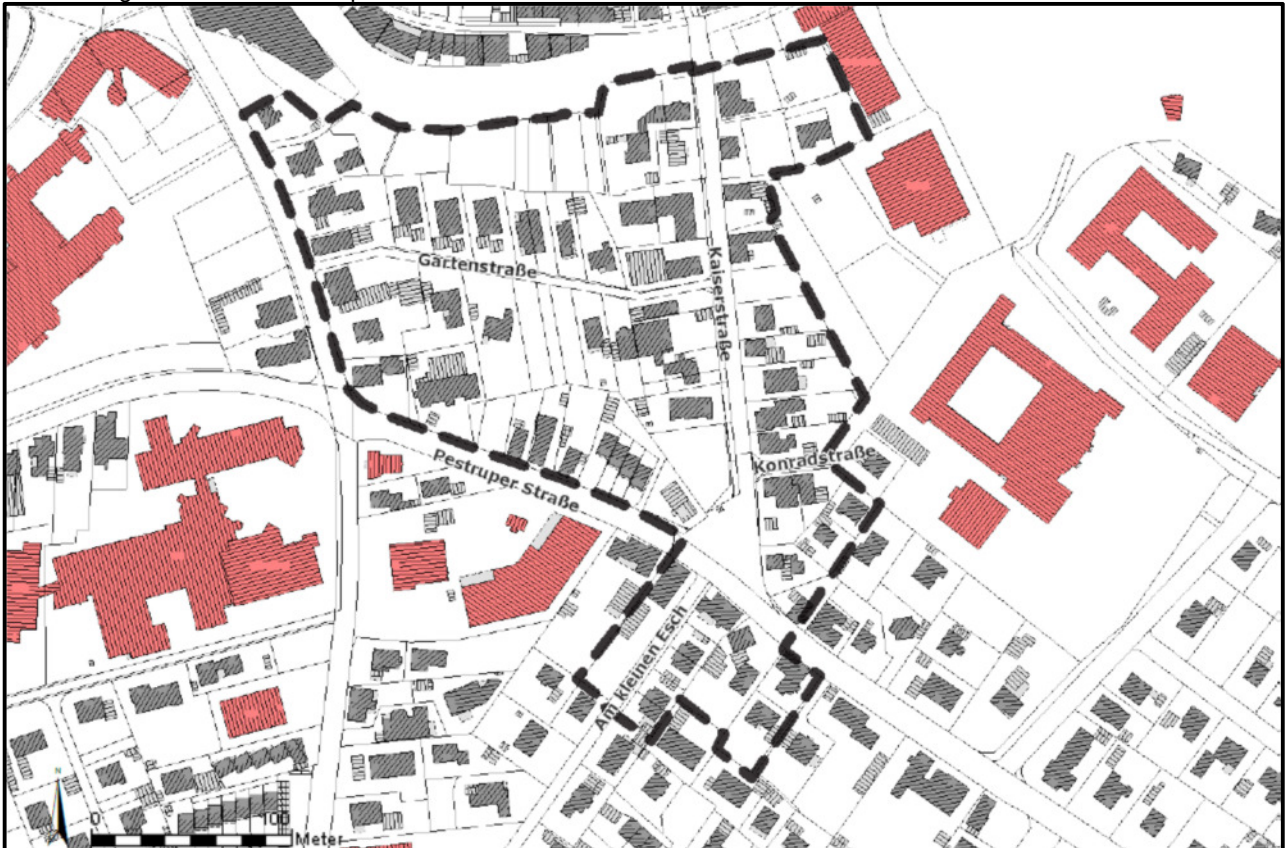 Gartenstraße
Kaiserstraße
Konradstraße
Pestruper Straße
Am kleinen Esch
N
0 100
Meter